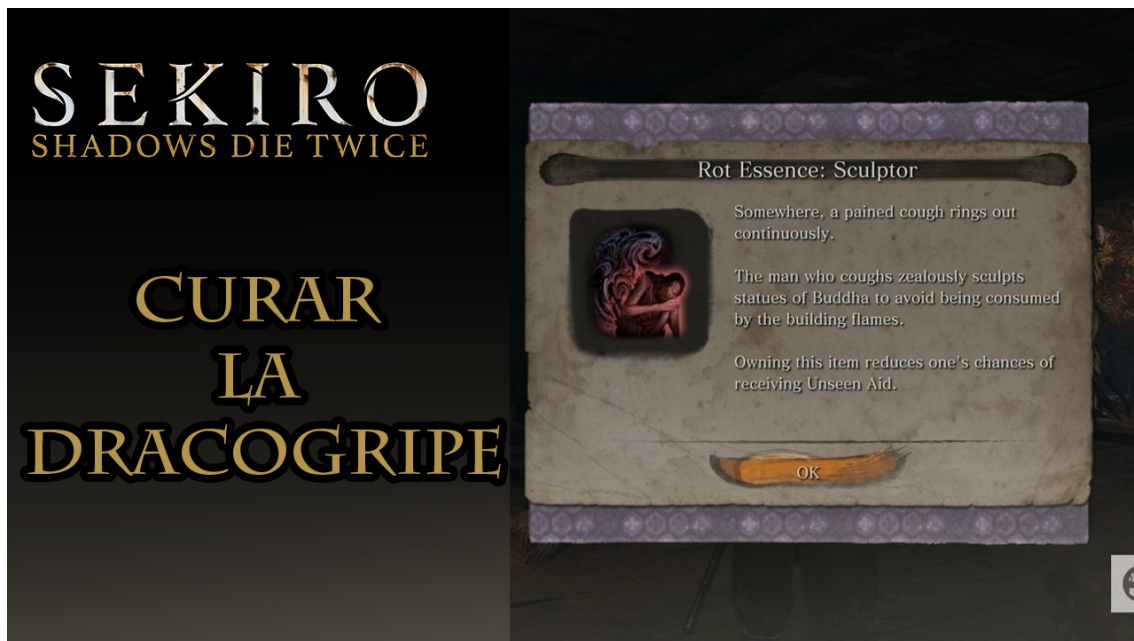 SEKIRO
SHADOWS DIE TWICE
CURAR
LA
DRACOGRIPE
Rot Essence: Sculptor
Somewhere, a pained cough rings out
continuously.
The man who coughs zealously sculpts
statues of Buddha to avoid being consumed
by the building flames.
Owning this item reduces one's chances of
receiving Unseen Aid.
OK